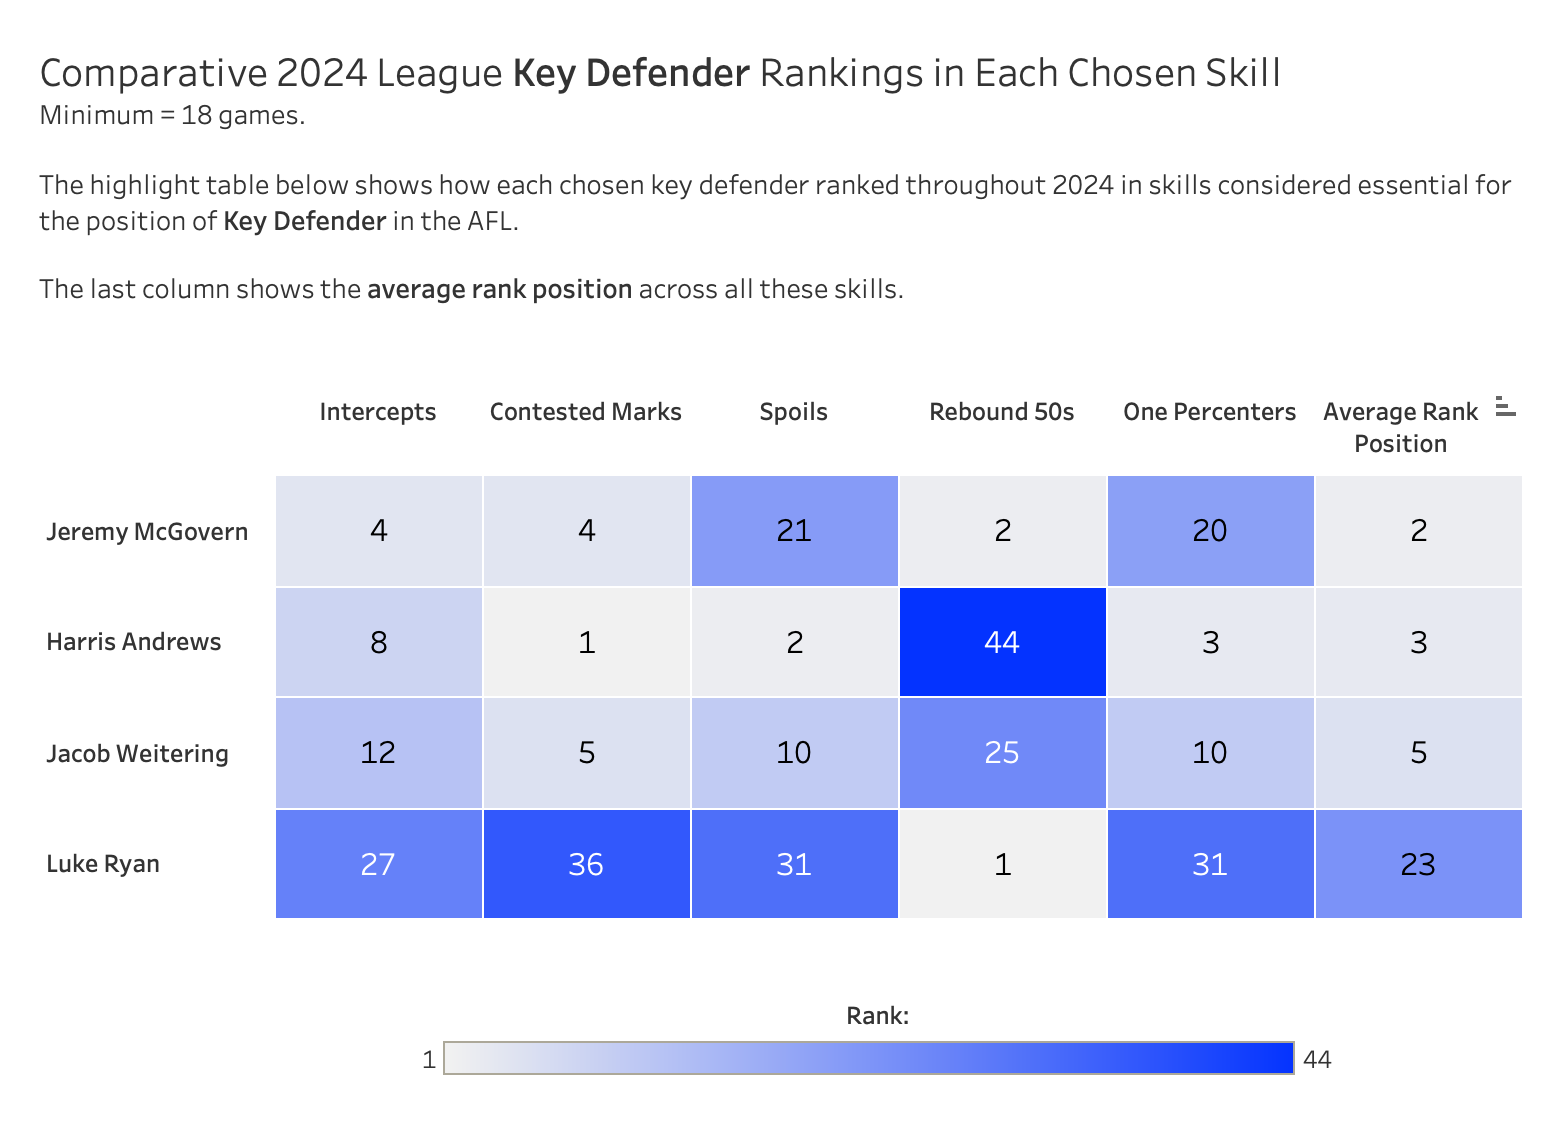 Comparative 2024 League Key Defender Rankings in Each Chosen Skill
Minimum = 18 games.
The highlight table below shows how each chosen key defender ranked throughout 2024 in skills considered essential for
the position of Key Defender in the AFL.
The last column shows the average rank position across all these skills.
Intercepts Contested Marks Spoils Rebound 50s One Percenters Average Rank
Position
Jeremy McGovern 4 4 21 2 20 2
Harris Andrews 8 1 2 44 3 3
Jacob Weitering 12 5 10 25 10 5
Luke Ryan 27 36 31 1 31 23
Rank:
1 44